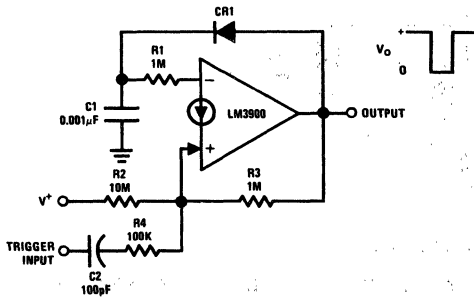 CR1
+
V₀
0
R1
1M
−
C1
0.001μF
LM3900
OUTPUT
+
R2
10M
R3
1M
V⁺
R4
100K
TRIGGER
INPUT
C2
100pF